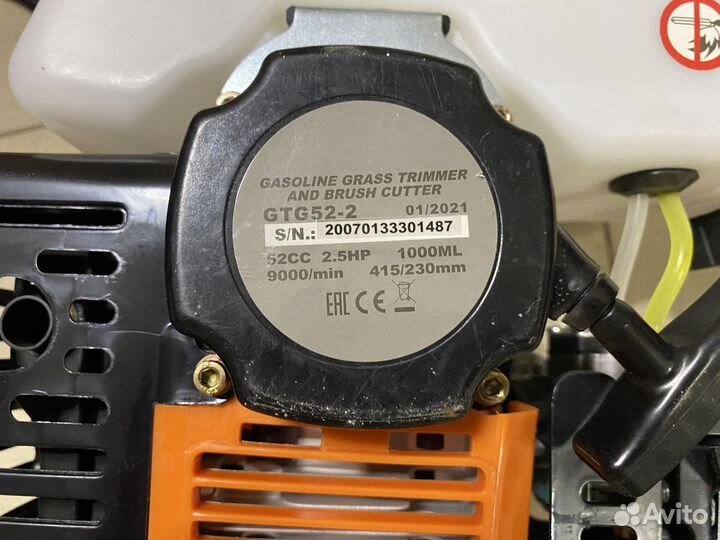 GASOLINE GRASS TRIMMER
AND BRUSH CUTTER
GTG52-2 01/2021
S/N.: 20070133301487
52CC 2.5HP 1000ML
9000/min 415/230mm
EAC CE
Avito